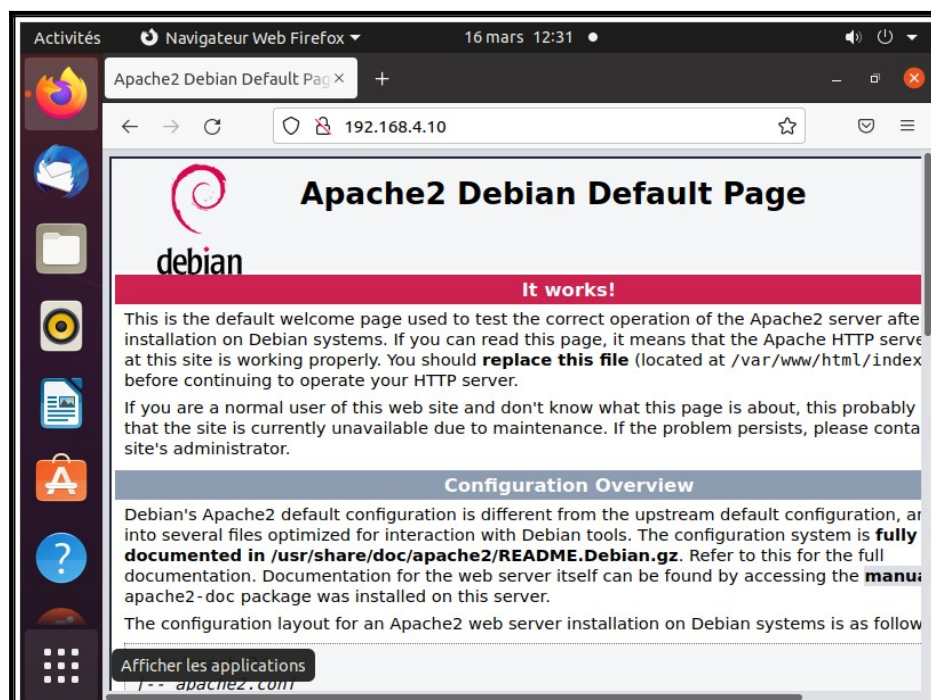 Activités
Navigateur Web Firefox
16 mars 12:31
Apache2 Debian Default Pag
192.168.4.10
debian
Apache2 Debian Default Page
It works!
This is the default welcome page used to test the correct operation of the Apache2 server afte
installation on Debian systems. If you can read this page, it means that the Apache HTTP serve
at this site is working properly. You should replace this file (located at /var/www/html/index
before continuing to operate your HTTP server.
If you are a normal user of this web site and don't know what this page is about, this probably
that the site is currently unavailable due to maintenance. If the problem persists, please conta
site's administrator.
Configuration Overview
Debian's Apache2 default configuration is different from the upstream default configuration, an
into several files optimized for interaction with Debian tools. The configuration system is fully
documented in /usr/share/doc/apache2/README.Debian.gz. Refer to this for the full
documentation. Documentation for the web server itself can be found by accessing the manua
apache2-doc package was installed on this server.
The configuration layout for an Apache2 web server installation on Debian systems is as follow
Afficher les applications
|-- apache2.conf